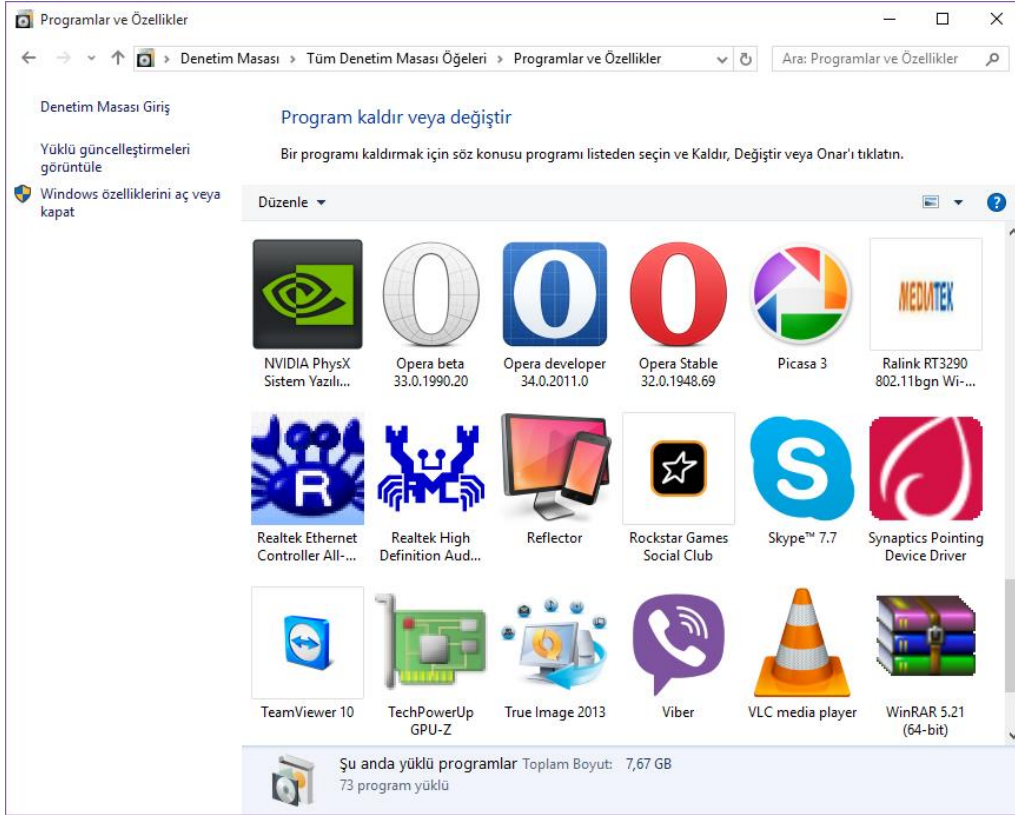 Programlar ve Özellikler
Denetim Masası > Tüm Denetim Masası Öğeleri > Programlar ve Özellikler
Ara: Programlar ve Özellikler
Denetim Masası Giriş
Yüklü güncelleştirmeleri
görüntüle
Windows özelliklerini aç veya
kapat
Program kaldır veya değiştir
Bir programı kaldırmak için söz konusu programı listeden seçin ve Kaldır, Değiştir veya Onar'ı tıklatın.
Düzenle
MEDIATEK
NVIDIA PhysX
Sistem Yazılı...
Opera beta
33.0.1990.20
Opera developer
34.0.2011.0
Opera Stable
32.0.1948.69
Picasa 3
Ralink RT3290
802.11bgn Wi-...
Realtek Ethernet
Controller All-...
Realtek High
Definition Aud...
Reflector
Rockstar Games
Social Club
Skype™ 7.7
Synaptics Pointing
Device Driver
TeamViewer 10
TechPowerUp
GPU-Z
True Image 2013
Viber
VLC media player
WinRAR 5.21
(64-bit)
Şu anda yüklü programlar Toplam Boyut: 7,67 GB
73 program yüklü